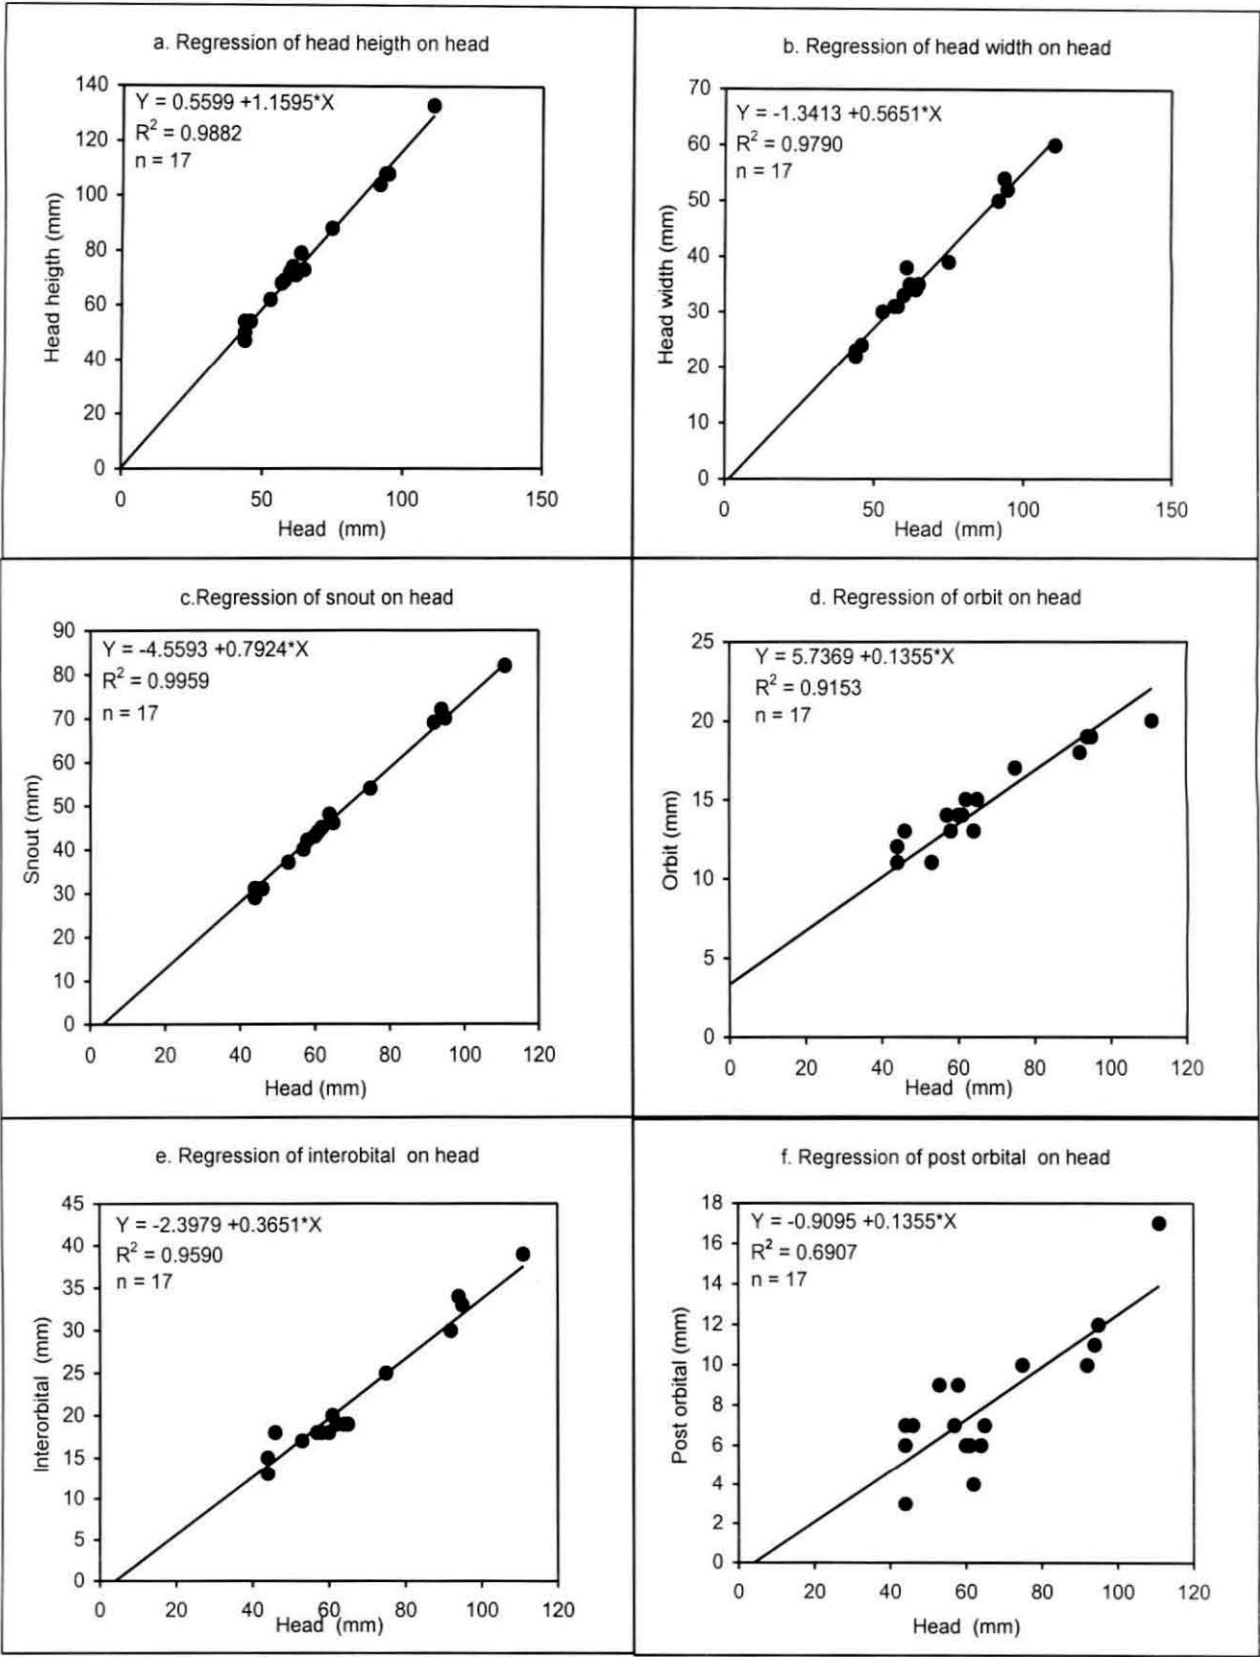 a. Regression of head heigth on head
Y = 0.5599 +1.1595*X
R² = 0.9882
n = 17
140
120
100
80
60
40
20
0
Head heigth (mm)
0 50 100 150
Head (mm)
b. Regression of head width on head
Y = -1.3413 +0.5651*X
R² = 0.9790
n = 17
70
60
50
40
30
20
10
0
Head width (mm)
0 50 100 150
Head (mm)
c.Regression of snout on head
Y = -4.5593 +0.7924*X
R² = 0.9959
n = 17
90
80
70
60
50
40
30
20
10
0
Snout (mm)
0 20 40 60 80 100 120
Head (mm)
d. Regression of orbit on head
Y = 5.7369 +0.1355*X
R² = 0.9153
n = 17
25
20
15
10
5
0
Orbit (mm)
0 20 40 60 80 100 120
Head (mm)
e. Regression of interobital on head
Y = -2.3979 +0.3651*X
R² = 0.9590
n = 17
45
40
35
30
25
20
15
10
5
0
Interorbital (mm)
0 20 40 60 80 100 120
Head (mm)
f. Regression of post orbital on head
Y = -0.9095 +0.1355*X
R² = 0.6907
n = 17
18
16
14
12
10
8
6
4
2
0
Post orbital (mm)
0 20 40 60 80 100 120
Head (mm)